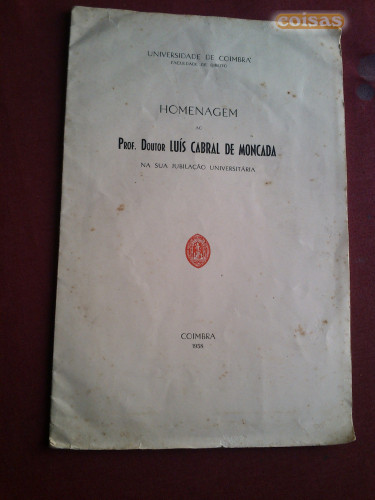 coisas
UNIVERSIDADE DE COIMBRA
FACULDADE DE DIREITO
HOMENAGEM
AO
PROF. DOUTOR LUÍS CABRAL DE MONCADA
NA SUA JUBILAÇÃO UNIVERSITÁRIA
COIMBRA